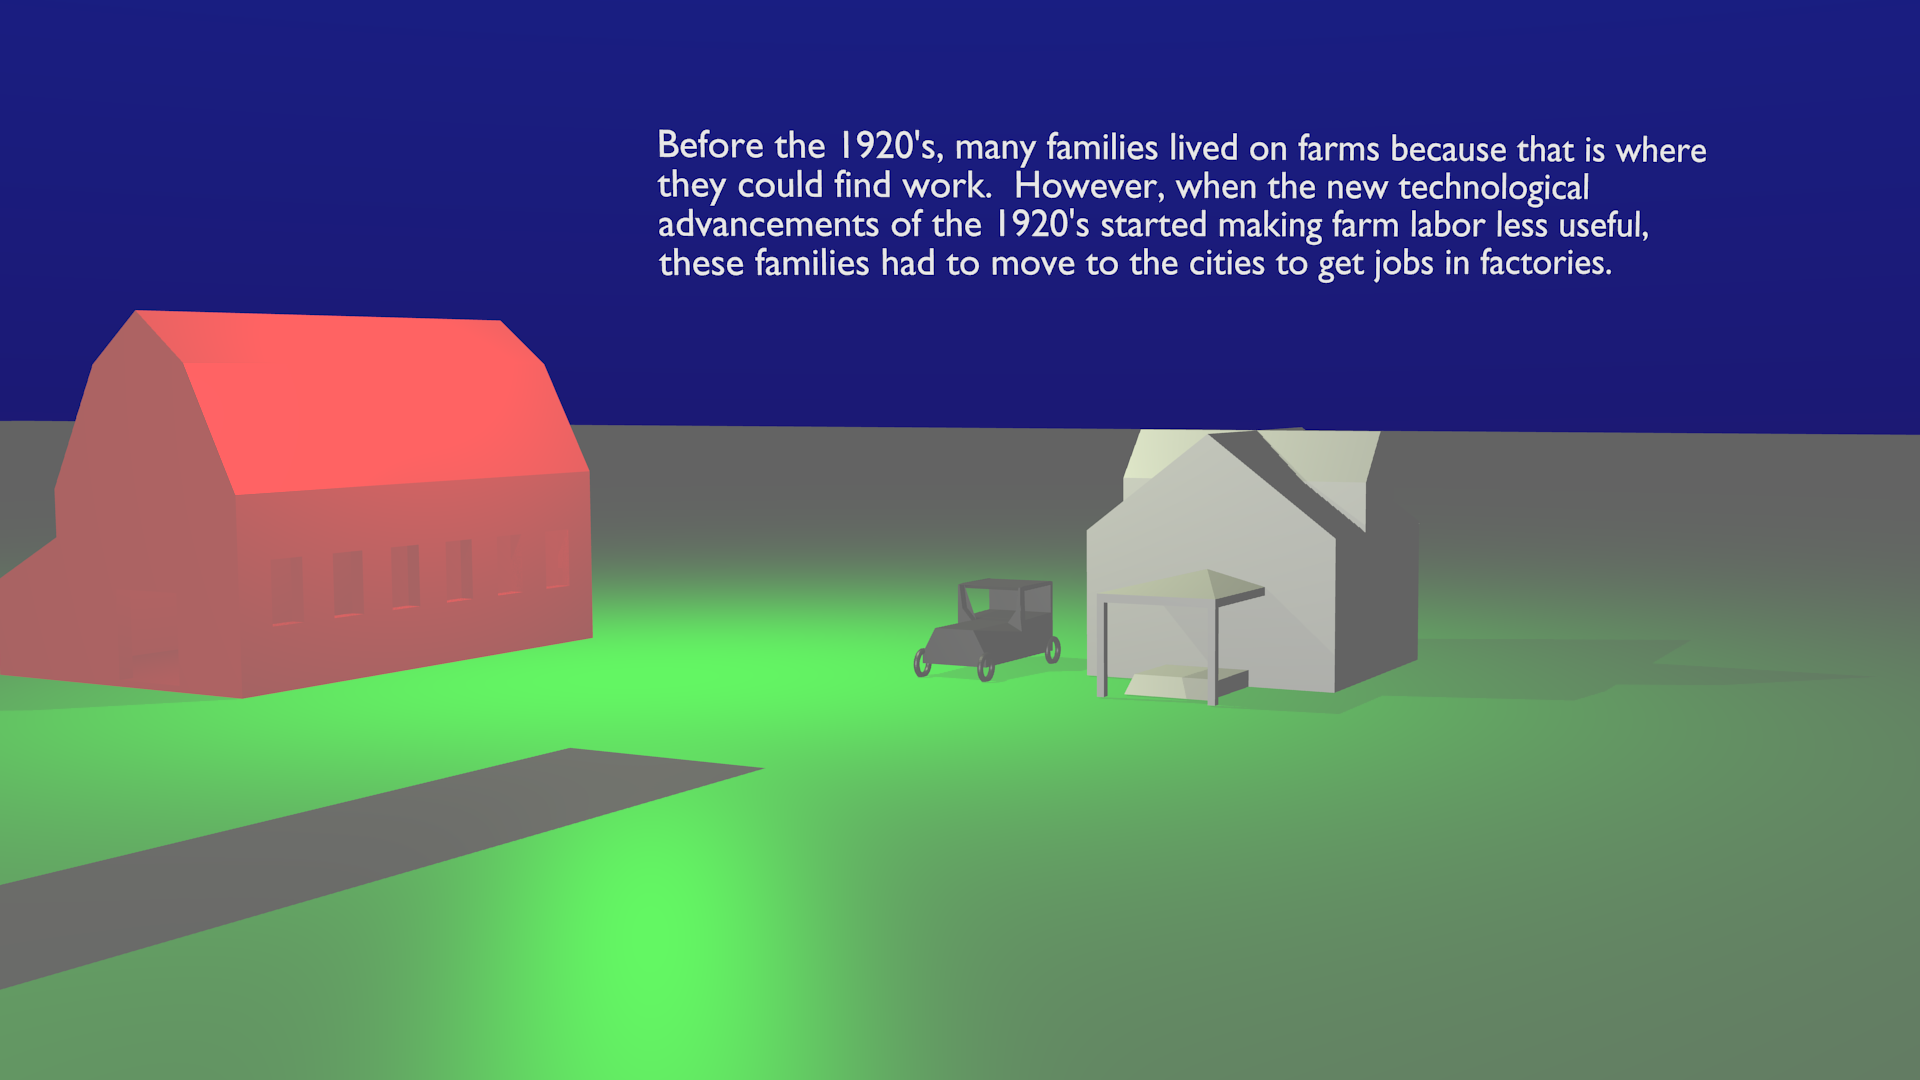 Before the 1920's, many families lived on farms because that is where
they could find work.  However, when the new technological
advancements of the 1920's started making farm labor less useful,
these families had to move to the cities to get jobs in factories.